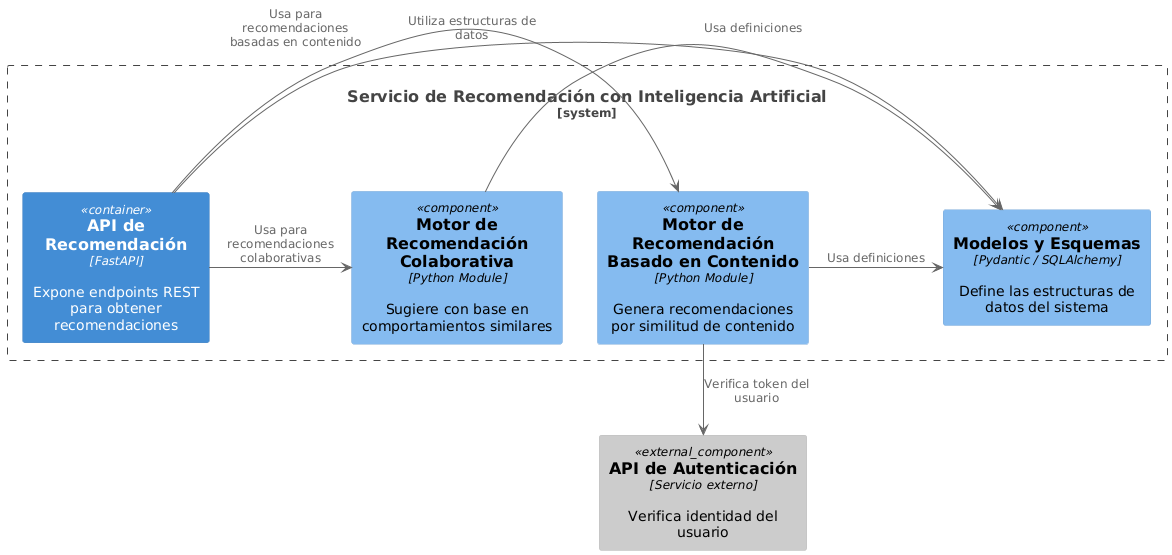 Usa para
recomendaciones
basadas en contenido
Utiliza estructuras de
datos
Usa definiciones
Servicio de Recomendación con Inteligencia Artificial
[system]
«container»
API de
Recomendación
[FastAPI]
Expone endpoints REST
para obtener
recomendaciones
Usa para
recomendaciones
colaborativas
«component»
Motor de
Recomendación
Colaborativa
[Python Module]
Sugiere con base en
comportamientos similares
«component»
Motor de
Recomendación
Basado en Contenido
[Python Module]
Genera recomendaciones
por similitud de contenido
Usa definiciones
«component»
Modelos y Esquemas
[Pydantic / SQLAlchemy]
Define las estructuras de
datos del sistema
Verifica token del
usuario
«external_component»
API de Autenticación
[Servicio externo]
Verifica identidad del
usuario